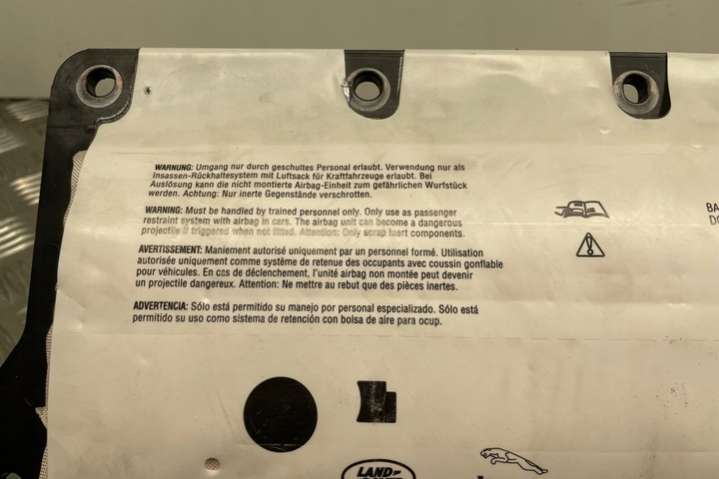 WARNUNG: Umgang nur durch geschultes Personal erlaubt. Verwendung nur als
Insassen-Rückhaltesystem mit Luftsack für Kraftfahrzeuge erlaubt. Bei
Auslösung kann die nicht montierte Airbag-Einheit zum gefährlichen Wurfstück
werden. Achtung: Nur inerte Gegenstände verschrotten.
WARNING: Must be handled by trained personnel only. Only use as passenger
restraint system with airbag in cars. The airbag unit can become a dangerous
projectile if triggered when not fitted. Attention: Only scrap inert components.
AVERTISSEMENT: Maniement autorisé uniquement par un personnel formé. Utilisation
autorisée uniquement comme système de retenue des occupants avec coussin gonflable
pour véhicules. En ccs de déclenchement, l'unité airbag non montée peut devenir
un projectile dangereux. Attention: Ne mettre au rebut que des pièces inertes.
ADVERTENCIA: Sólo está permitido su manejo por personal especializado. Sólo está
permitido su uso como sistema de retención con bolsa de aire para ocup.
BA
LAND